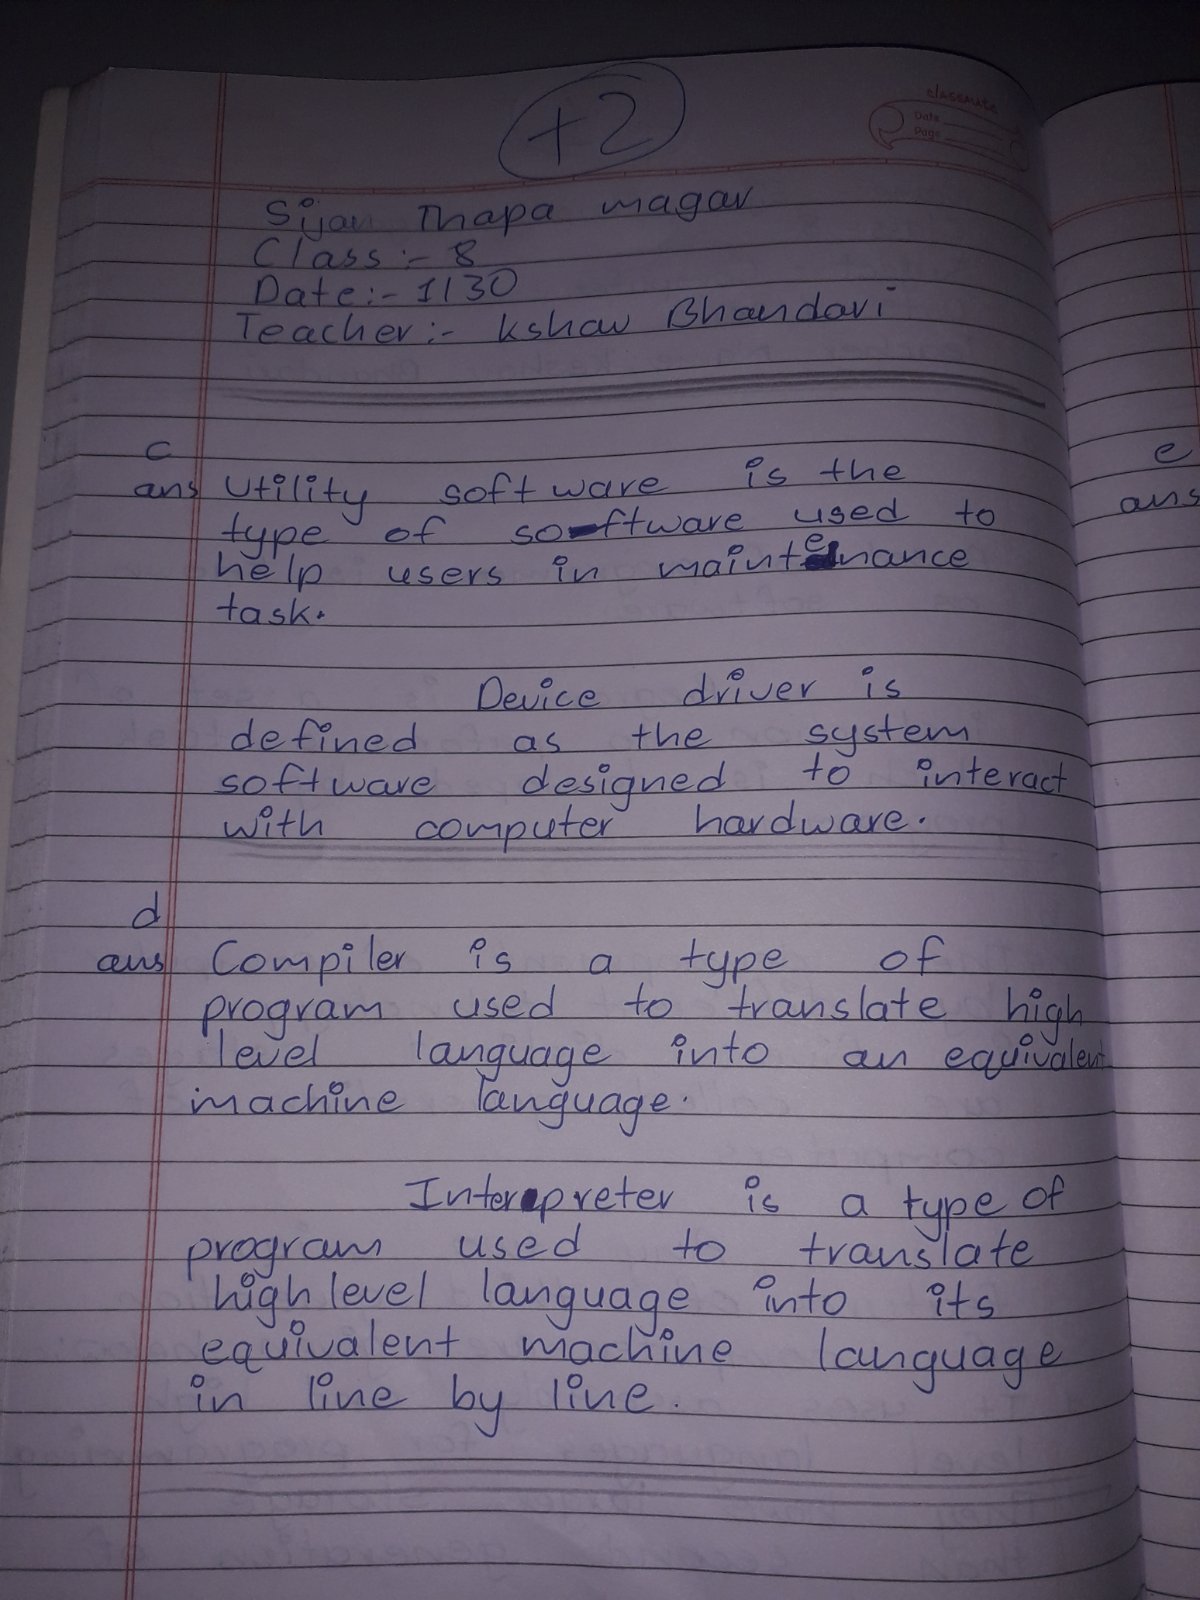 +2
classmate
Date
Page
Sijan Thapa magar
Class :- 8
Date:- 1130
Teacher :- kshav Bhandari
c
ans Utility software is the
type of software used to
help users in maintenance
task.
Device driver is
defined as the system
software designed to interact
with computer hardware.
d
ans Compiler is a type of
program used to translate high
level language into an equivalent
machine language.
Interpreter is a type of
program used to translate
high level language into its
equivalent machine language
in line by line.
e
ans